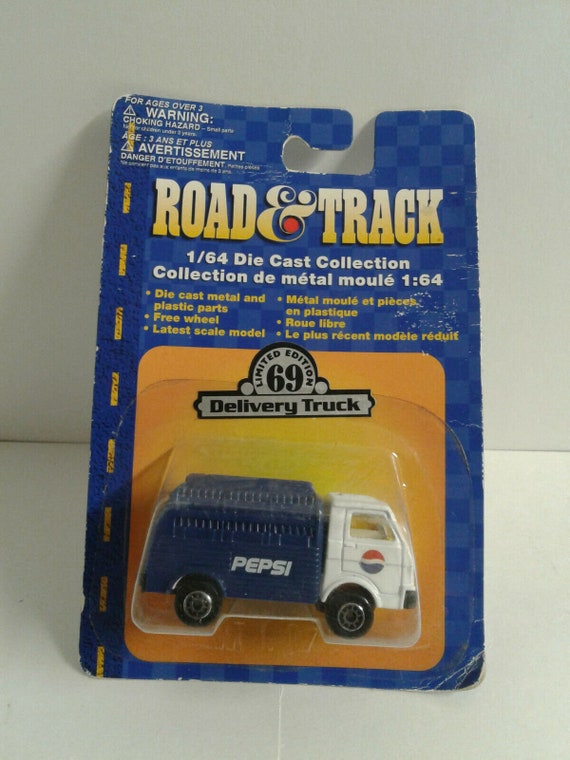 FOR AGES OVER 3
WARNING:
CHOKING HAZARD – Small parts
AGE : 3 ANS ET PLUS
AVERTISSEMENT
DANGER D'ETOUFFEMENT
ROAD & TRACK
1/64 Die Cast Collection
Collection de métal moulé 1:64
• Die cast metal and
plastic parts
• Free wheel
• Latest scale model
• Métal moulé et pièces
en plastique
• Roue libre
• Le plus récent modèle réduit
LIMITED EDITION
69
Delivery Truck
PEPSI